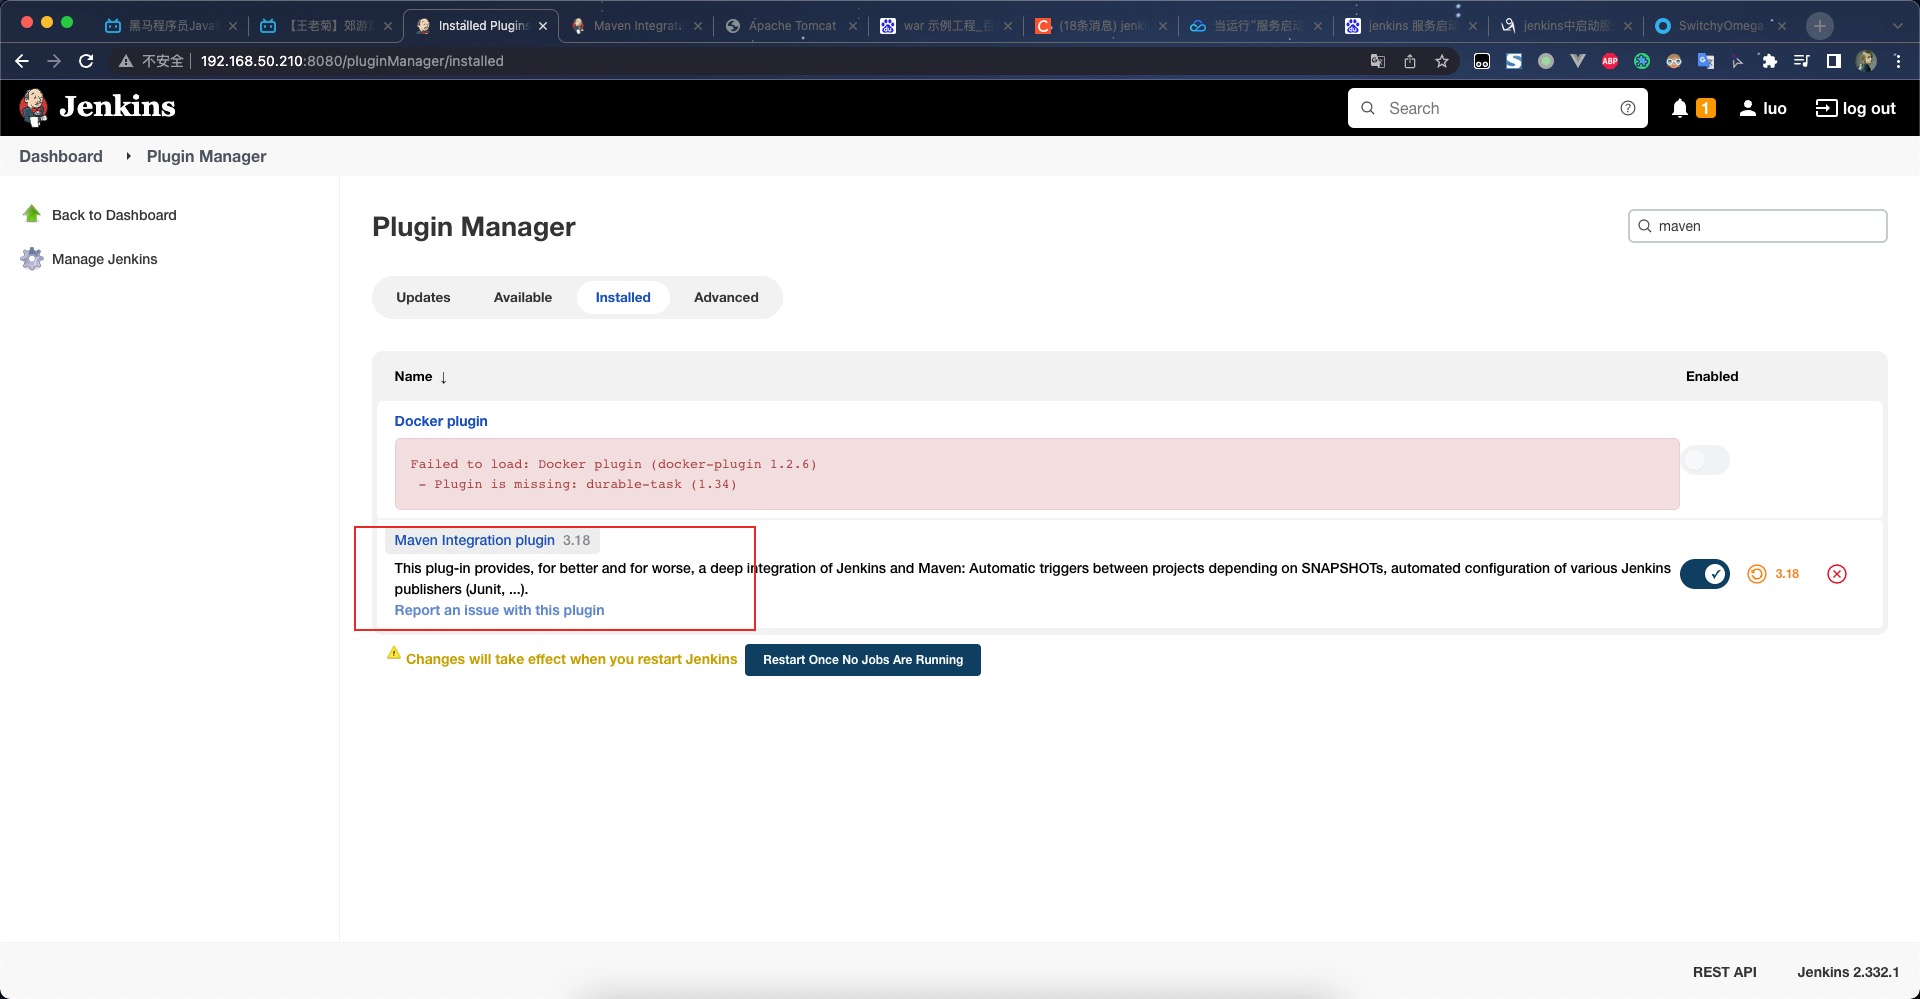 黑马程序员Java
【王老菊】郊游
Installed Plugins
Maven Integrati
Apache Tomcat
war 示例工程_百
(18条消息) jenki
当运行“服务启动
jenkins 服务启动
jenkins中启动服
SwitchyOmega
不安全
192.168.50.210:8080/pluginManager/installed
ABP
Jenkins
Search
1
luo
log out
Dashboard
Plugin Manager
Back to Dashboard
Manage Jenkins
Plugin Manager
maven
Updates
Available
Installed
Advanced
Name ↓
Enabled
Docker plugin
Failed to load: Docker plugin (docker-plugin 1.2.6)
- Plugin is missing: durable-task (1.34)
Maven Integration plugin 3.18
This plug-in provides, for better and for worse, a deep integration of Jenkins and Maven: Automatic triggers between projects depending on SNAPSHOTs, automated configuration of various Jenkins
publishers (Junit, ...).
3.18
Report an issue with this plugin
Changes will take effect when you restart Jenkins
Restart Once No Jobs Are Running
REST API
Jenkins 2.332.1